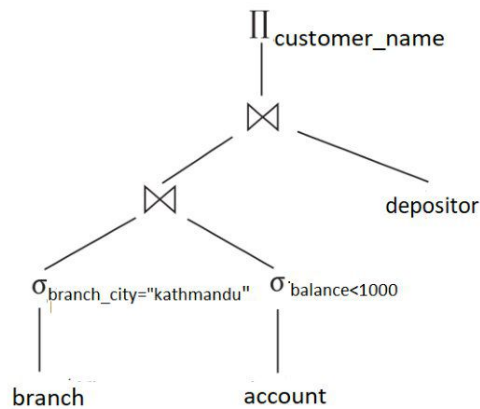 ∏ customer_name
⋈
⋈
depositor
σ branch_city="kathmandu" σ balance<1000
branch account